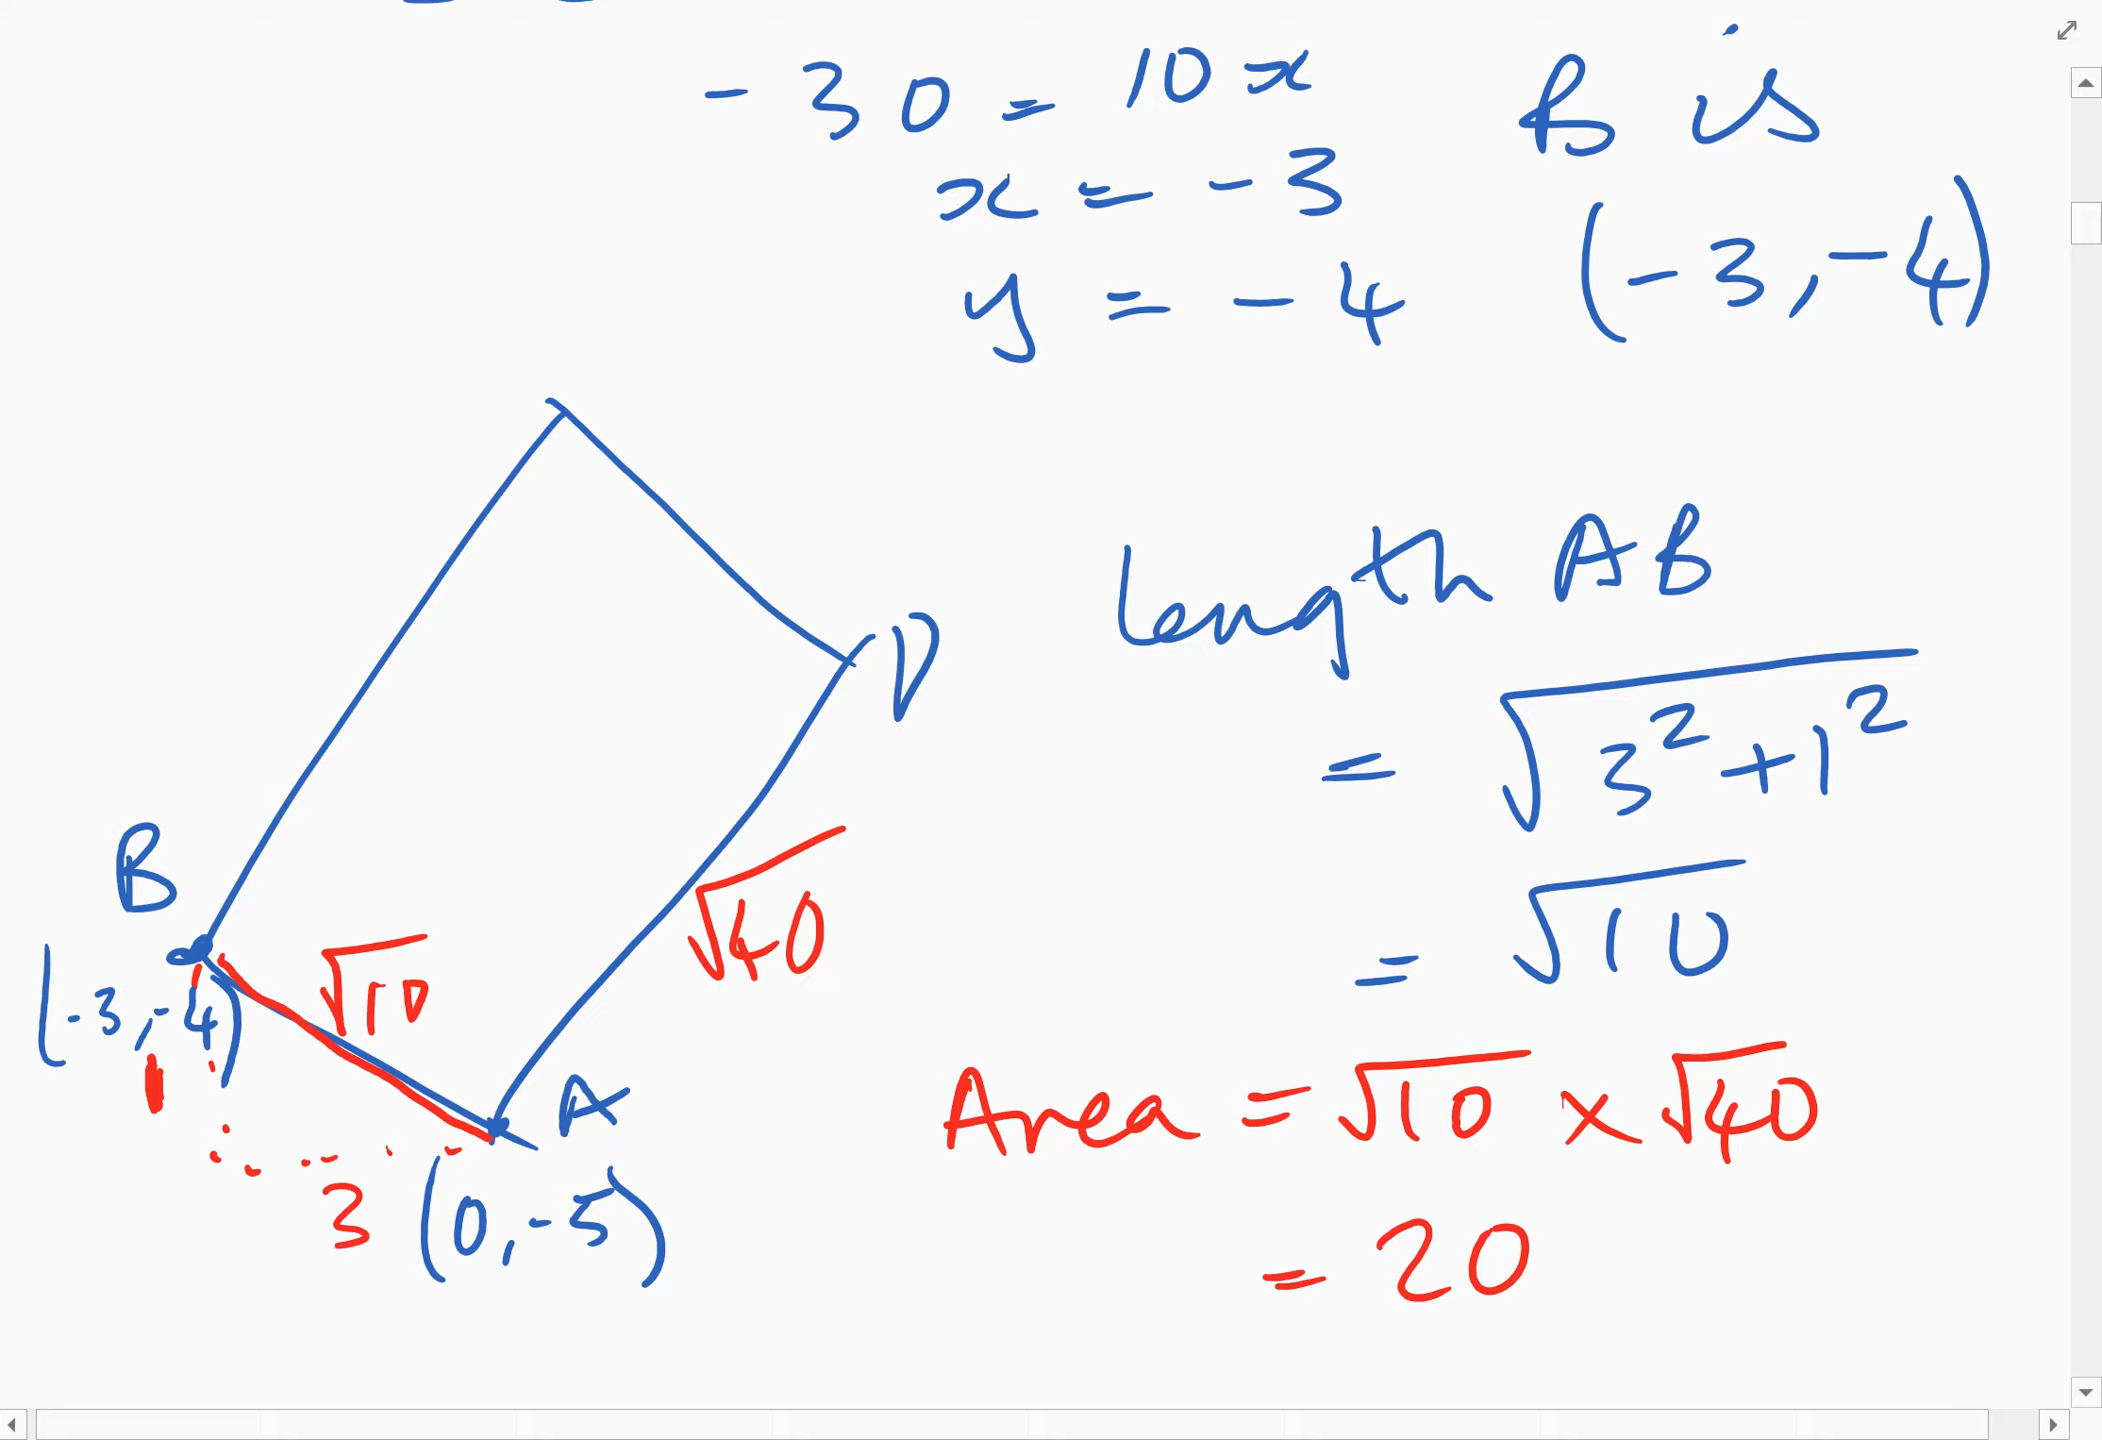 -30 = 10x
x = -3
y = -4
B is
(-3, -4)
length AB
= √(3²+1²)
= √10
Area = √10 × √40
= 20
D
B
√40
√10
(-3, -4)
1
A
3
(0, -5)